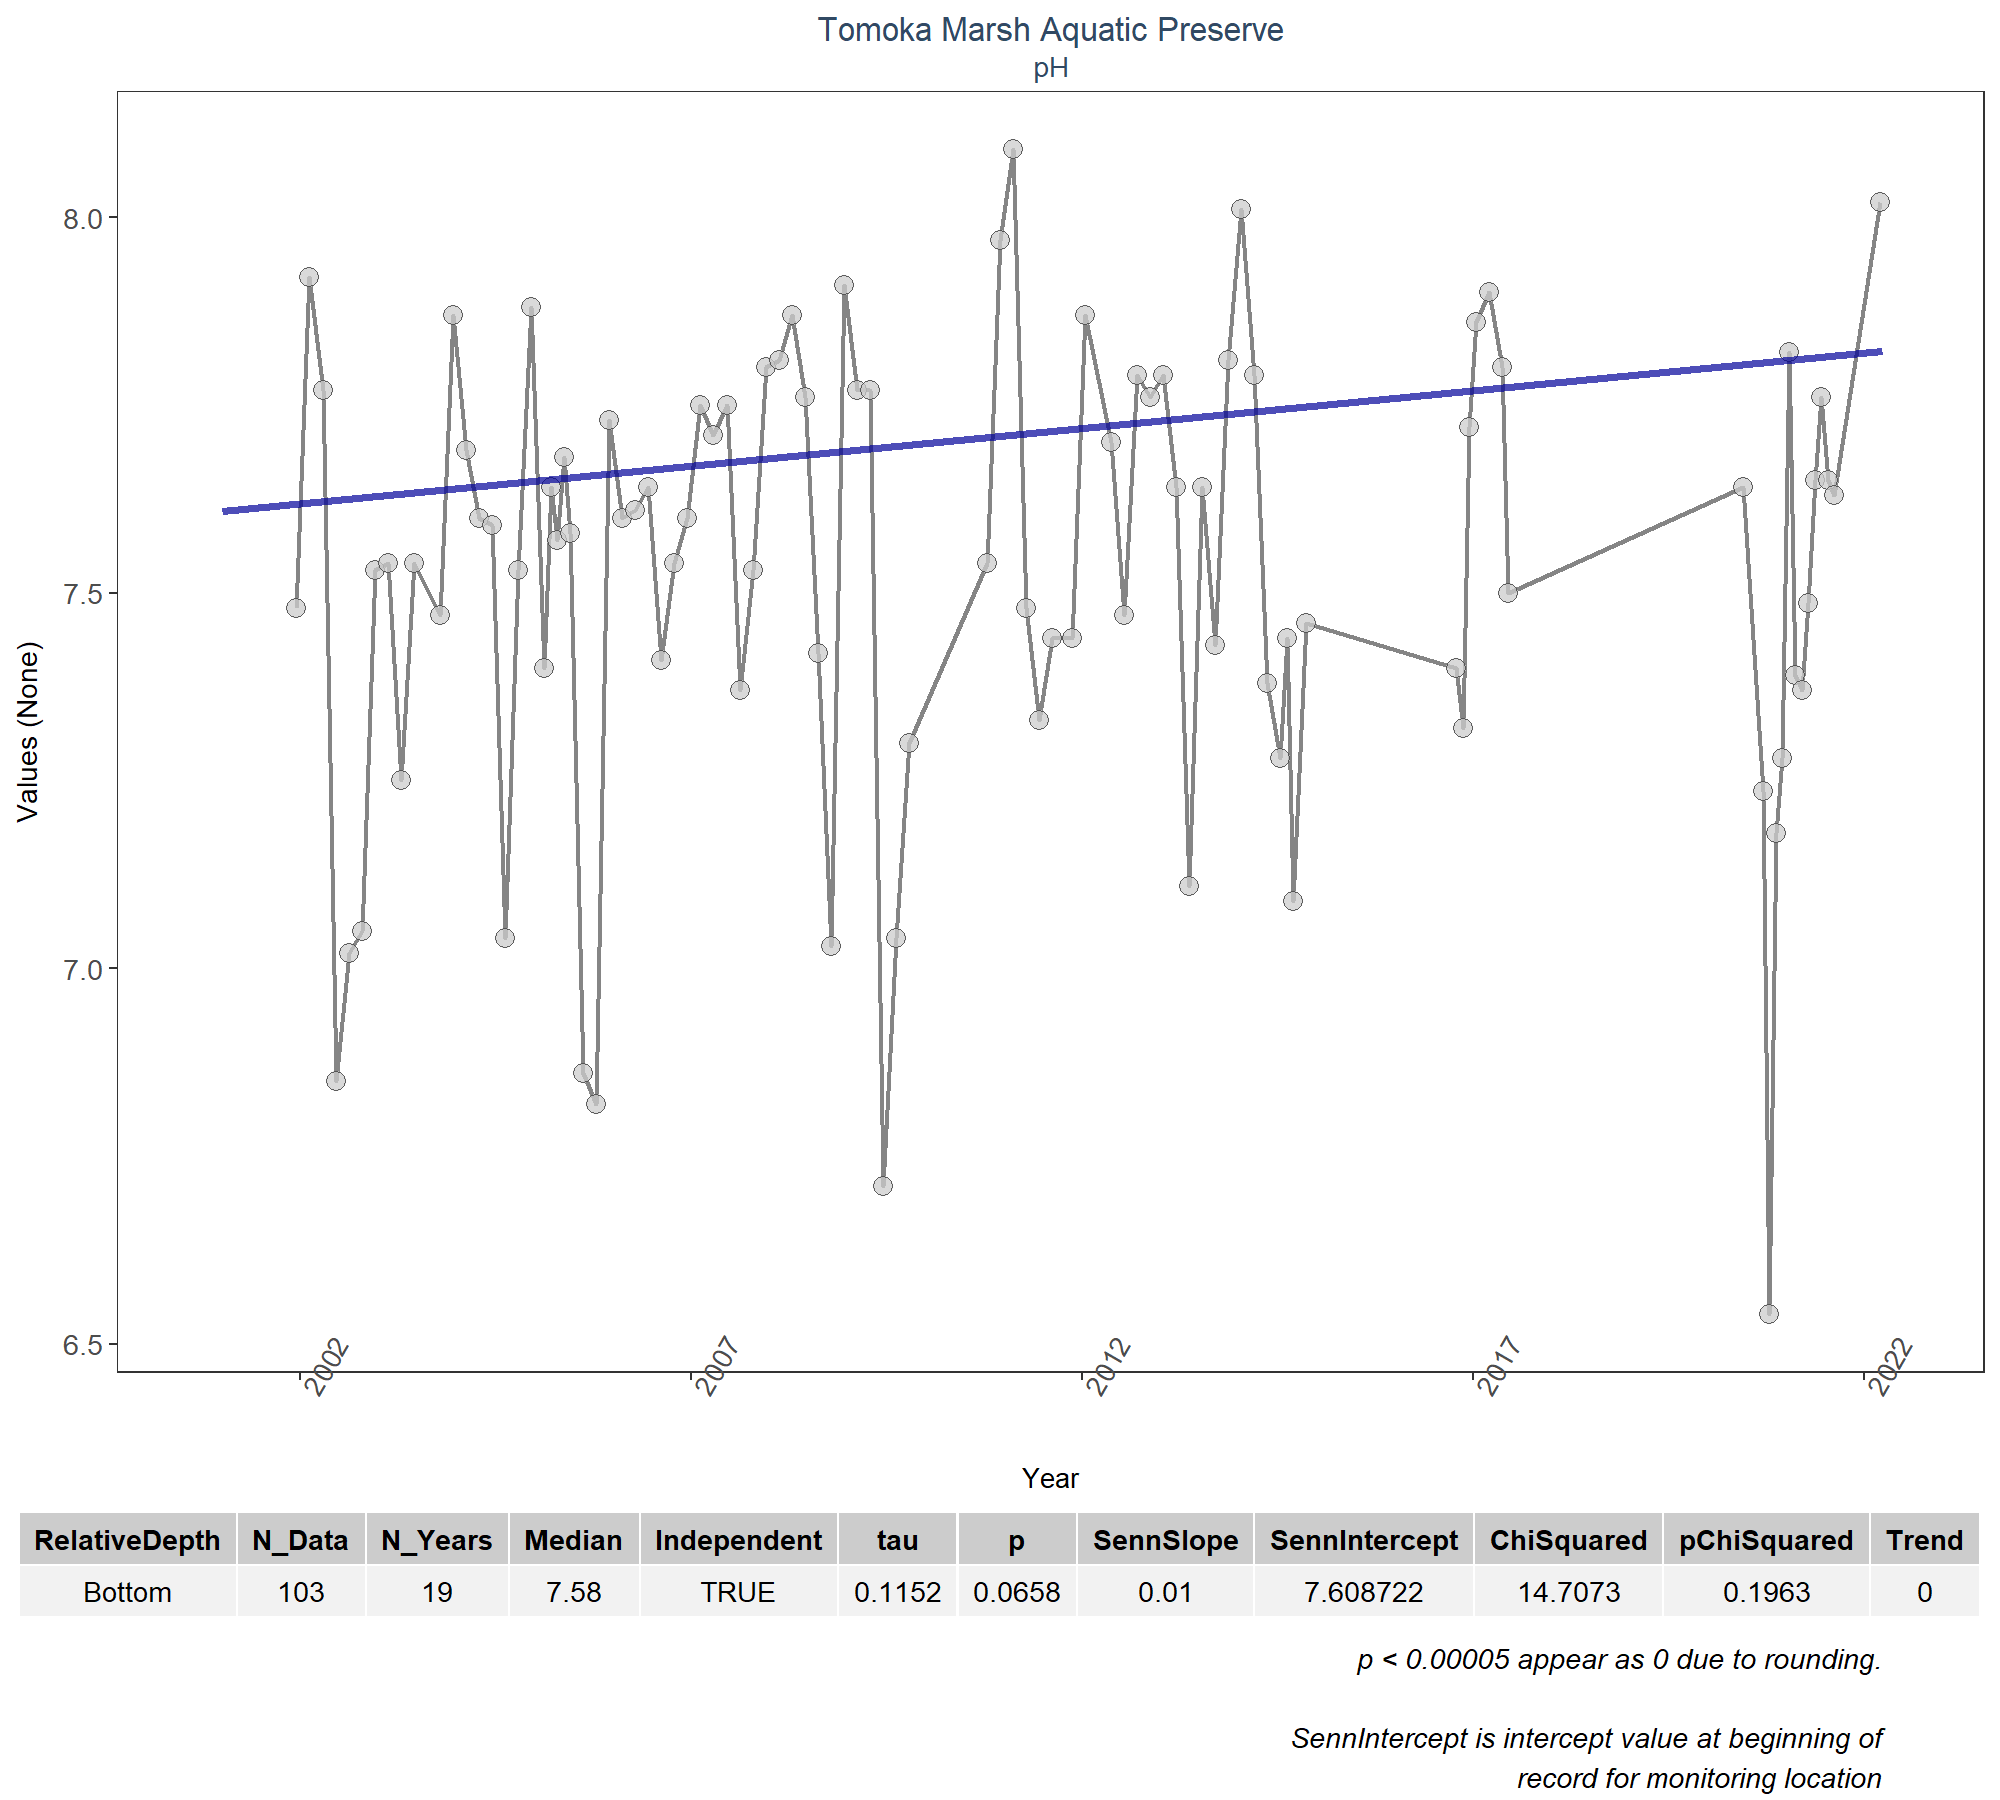 Tomoka Marsh Aquatic Preserve
pH
Values (None)
8.0
7.5
7.0
6.5
2002 2007 2012 2017 2022
Year
RelativeDepth N_Data N_Years Median Independent tau p SennSlope SennIntercept ChiSquared pChiSquared Trend
Bottom 103 19 7.58 TRUE 0.1152 0.0658 0.01 7.608722 14.7073 0.1963 0
p < 0.00005 appear as 0 due to rounding.
SennIntercept is intercept value at beginning of
record for monitoring location